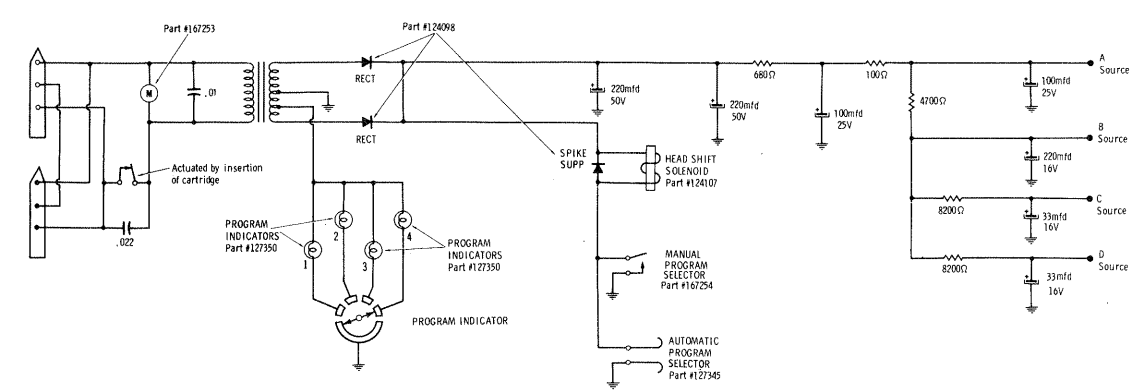 Part #167253
Part #124098
M
.01
RECT
RECT
Actuated by insertion
of cartridge
.022
PROGRAM
INDICATORS
Part #127350
1
2
3
4
PROGRAM
INDICATORS
Part #127350
PROGRAM INDICATOR
220mfd
50V
SPIKE
SUPP
HEAD SHIFT
SOLENOID
Part #124107
MANUAL
PROGRAM
SELECTOR
Part #167254
AUTOMATIC
PROGRAM
SELECTOR
Part #127345
680Ω
220mfd
50V
100Ω
100mfd
25V
4700Ω
100mfd
25V
A
Source
B
Source
220mfd
16V
8200Ω
C
Source
33mfd
16V
8200Ω
D
Source
33mfd
16V